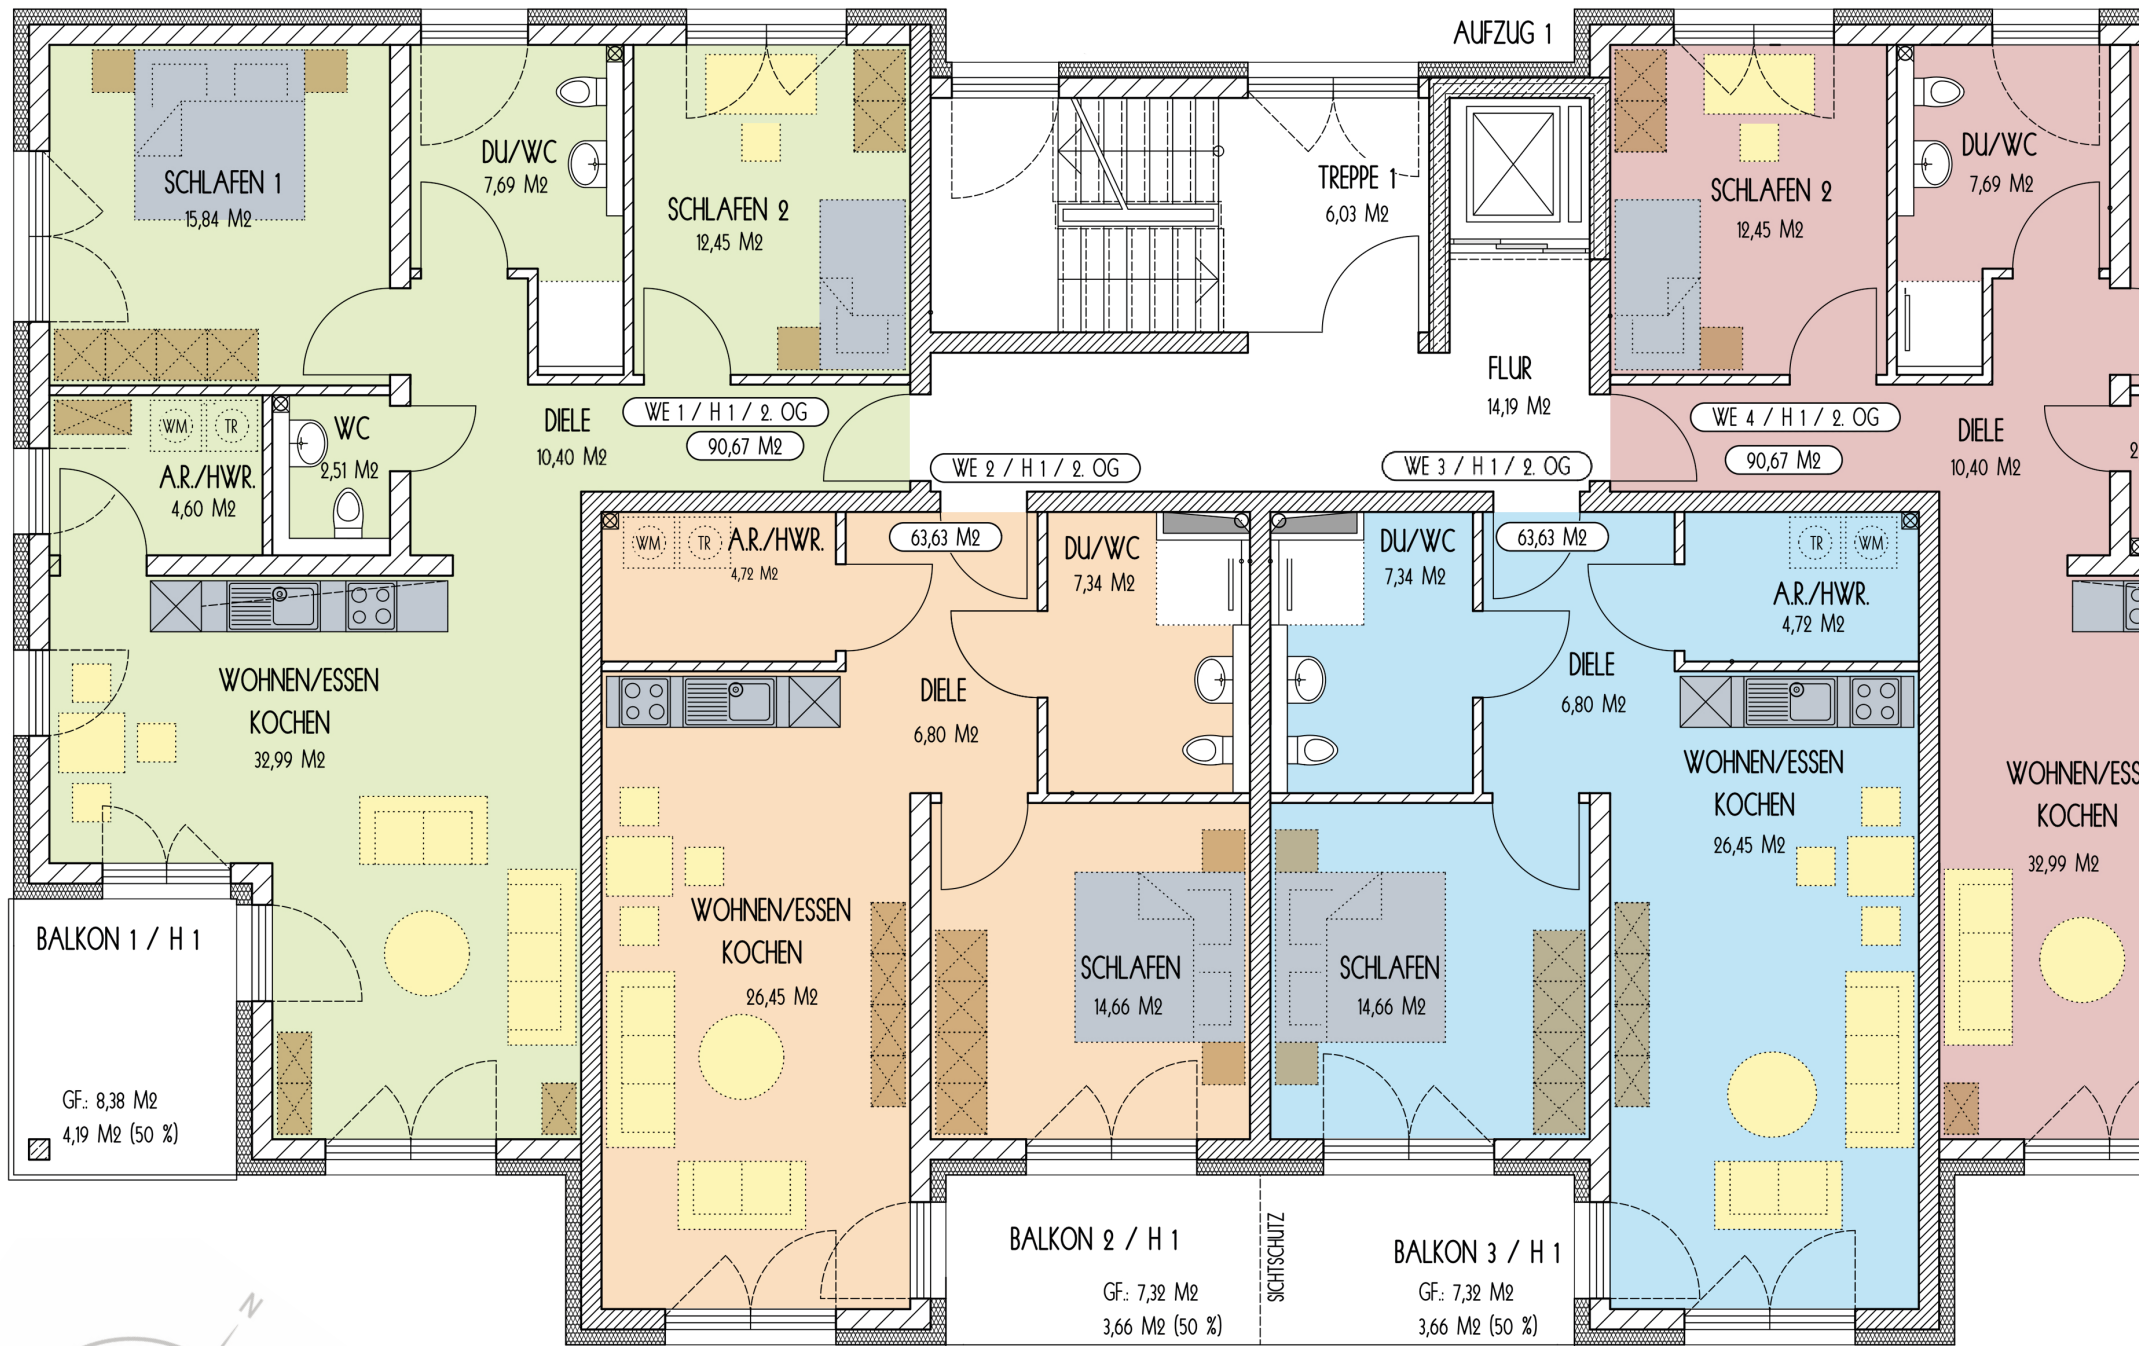 AUFZUG 1
SCHLAFEN 1
15,84 M2
DU/WC
7,69 M2
SCHLAFEN 2
12,45 M2
TREPPE 1
6,03 M2
SCHLAFEN 2
12,45 M2
DU/WC
7,69 M2
FLUR
14,19 M2
WM
TR
A.R./HWR.
4,60 M2
WC
2,51 M2
DIELE
10,40 M2
WE 1 / H 1 / 2. OG
90,67 M2
WE 2 / H 1 / 2. OG
WE 3 / H 1 / 2. OG
WE 4 / H 1 / 2. OG
90,67 M2
DIELE
10,40 M2
WM
TR
A.R./HWR.
4,72 M2
63,63 M2
DU/WC
7,34 M2
DU/WC
7,34 M2
63,63 M2
TR
WM
A.R./HWR.
4,72 M2
WOHNEN/ESSEN
KOCHEN
32,99 M2
DIELE
6,80 M2
DIELE
6,80 M2
WOHNEN/ESSEN
KOCHEN
26,45 M2
WOHNEN/ESS
KOCHEN
32,99 M2
WOHNEN/ESSEN
KOCHEN
26,45 M2
SCHLAFEN
14,66 M2
SCHLAFEN
14,66 M2
BALKON 1 / H 1
GF.: 8,38 M2
4,19 M2 (50 %)
BALKON 2 / H 1
GF.: 7,32 M2
3,66 M2 (50 %)
SICHTSCHUTZ
BALKON 3 / H 1
GF.: 7,32 M2
3,66 M2 (50 %)
N